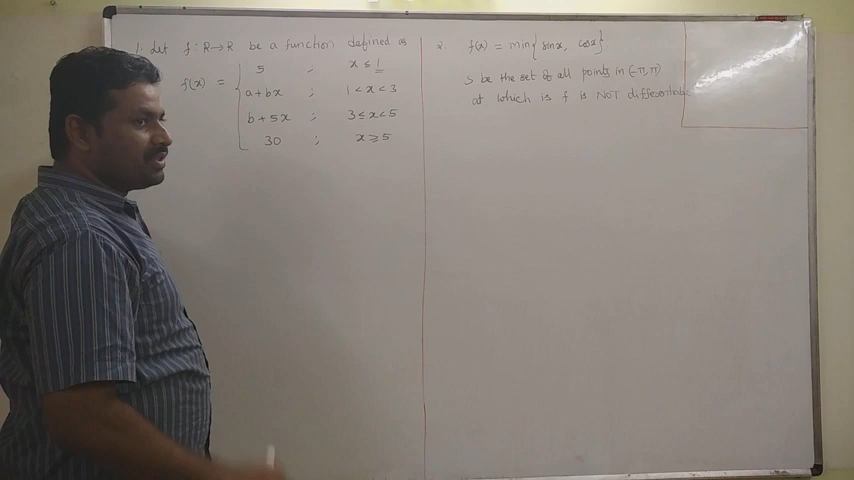 1. Let f : R→R be a function defined as
f(x) = { 5 ; x ≤ 1
a + bx ; 1 < x < 3
b + 5x ; 3 ≤ x < 5
30 ; x ≥ 5
2. f(x) = min{sinx, cosx}
S be the set of all points in (-π, π)
at which is f is NOT differentiable